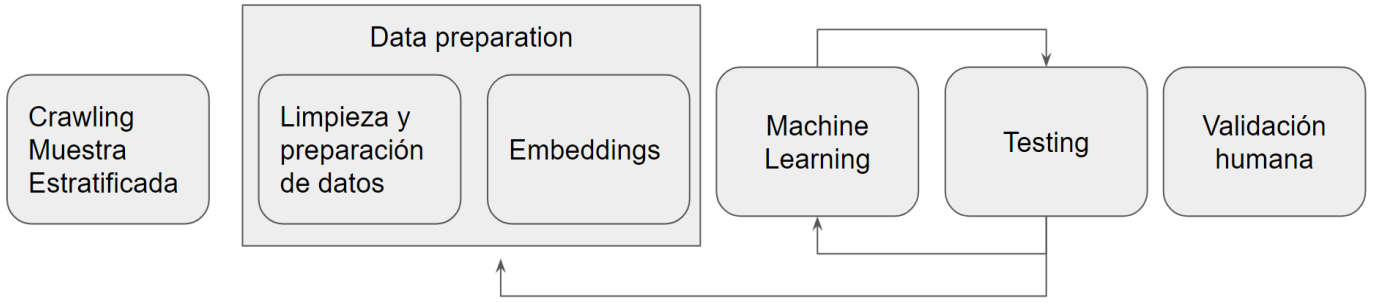 Crawling
Muestra
Estratificada
Data preparation
Limpieza y
preparación
de datos
Embeddings
Machine
Learning
Testing
Validación
humana